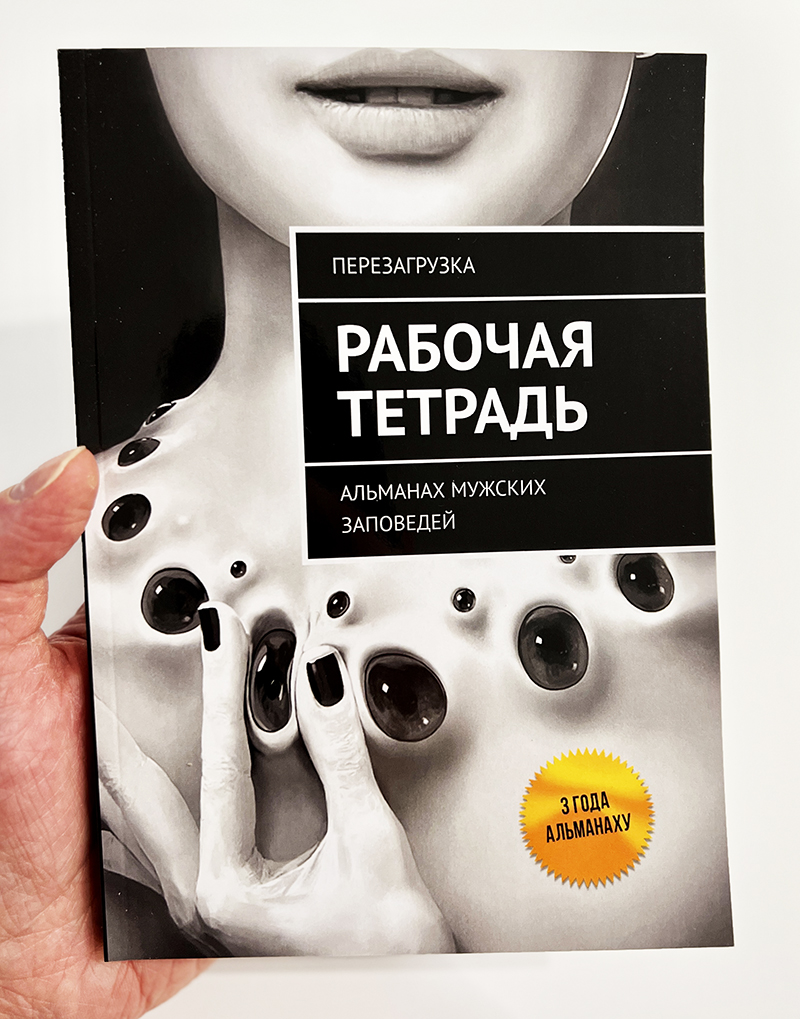 ПЕРЕЗАГРУЗКА
РАБОЧАЯ
ТЕТРАДЬ
АЛЬМАНАХ МУЖСКИХ
ЗАПОВЕДЕЙ
3 ГОДА
АЛЬМАНАХУ